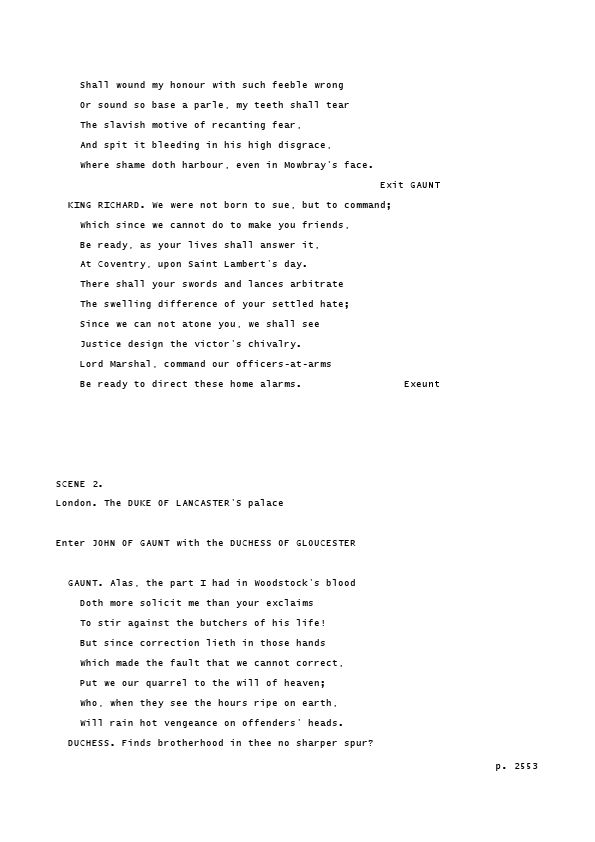 Shall wound my honour with such feeble wrong
Or sound so base a parle, my teeth shall tear
The slavish motive of recanting fear,
And spit it bleeding in his high disgrace,
Where shame doth harbour, even in Mowbray's face.
Exit GAUNT
KING RICHARD. We were not born to sue, but to command;
Which since we cannot do to make you friends,
Be ready, as your lives shall answer it,
At Coventry, upon Saint Lambert's day.
There shall your swords and lances arbitrate
The swelling difference of your settled hate;
Since we can not atone you, we shall see
Justice design the victor's chivalry.
Lord Marshal, command our officers-at-arms
Be ready to direct these home alarms. Exeunt
SCENE 2.
London. The DUKE OF LANCASTER'S palace
Enter JOHN OF GAUNT with the DUCHESS OF GLOUCESTER
GAUNT. Alas, the part I had in Woodstock's blood
Doth more solicit me than your exclaims
To stir against the butchers of his life!
But since correction lieth in those hands
Which made the fault that we cannot correct,
Put we our quarrel to the will of heaven;
Who, when they see the hours ripe on earth,
Will rain hot vengeance on offenders' heads.
DUCHESS. Finds brotherhood in thee no sharper spur?
p. 2553